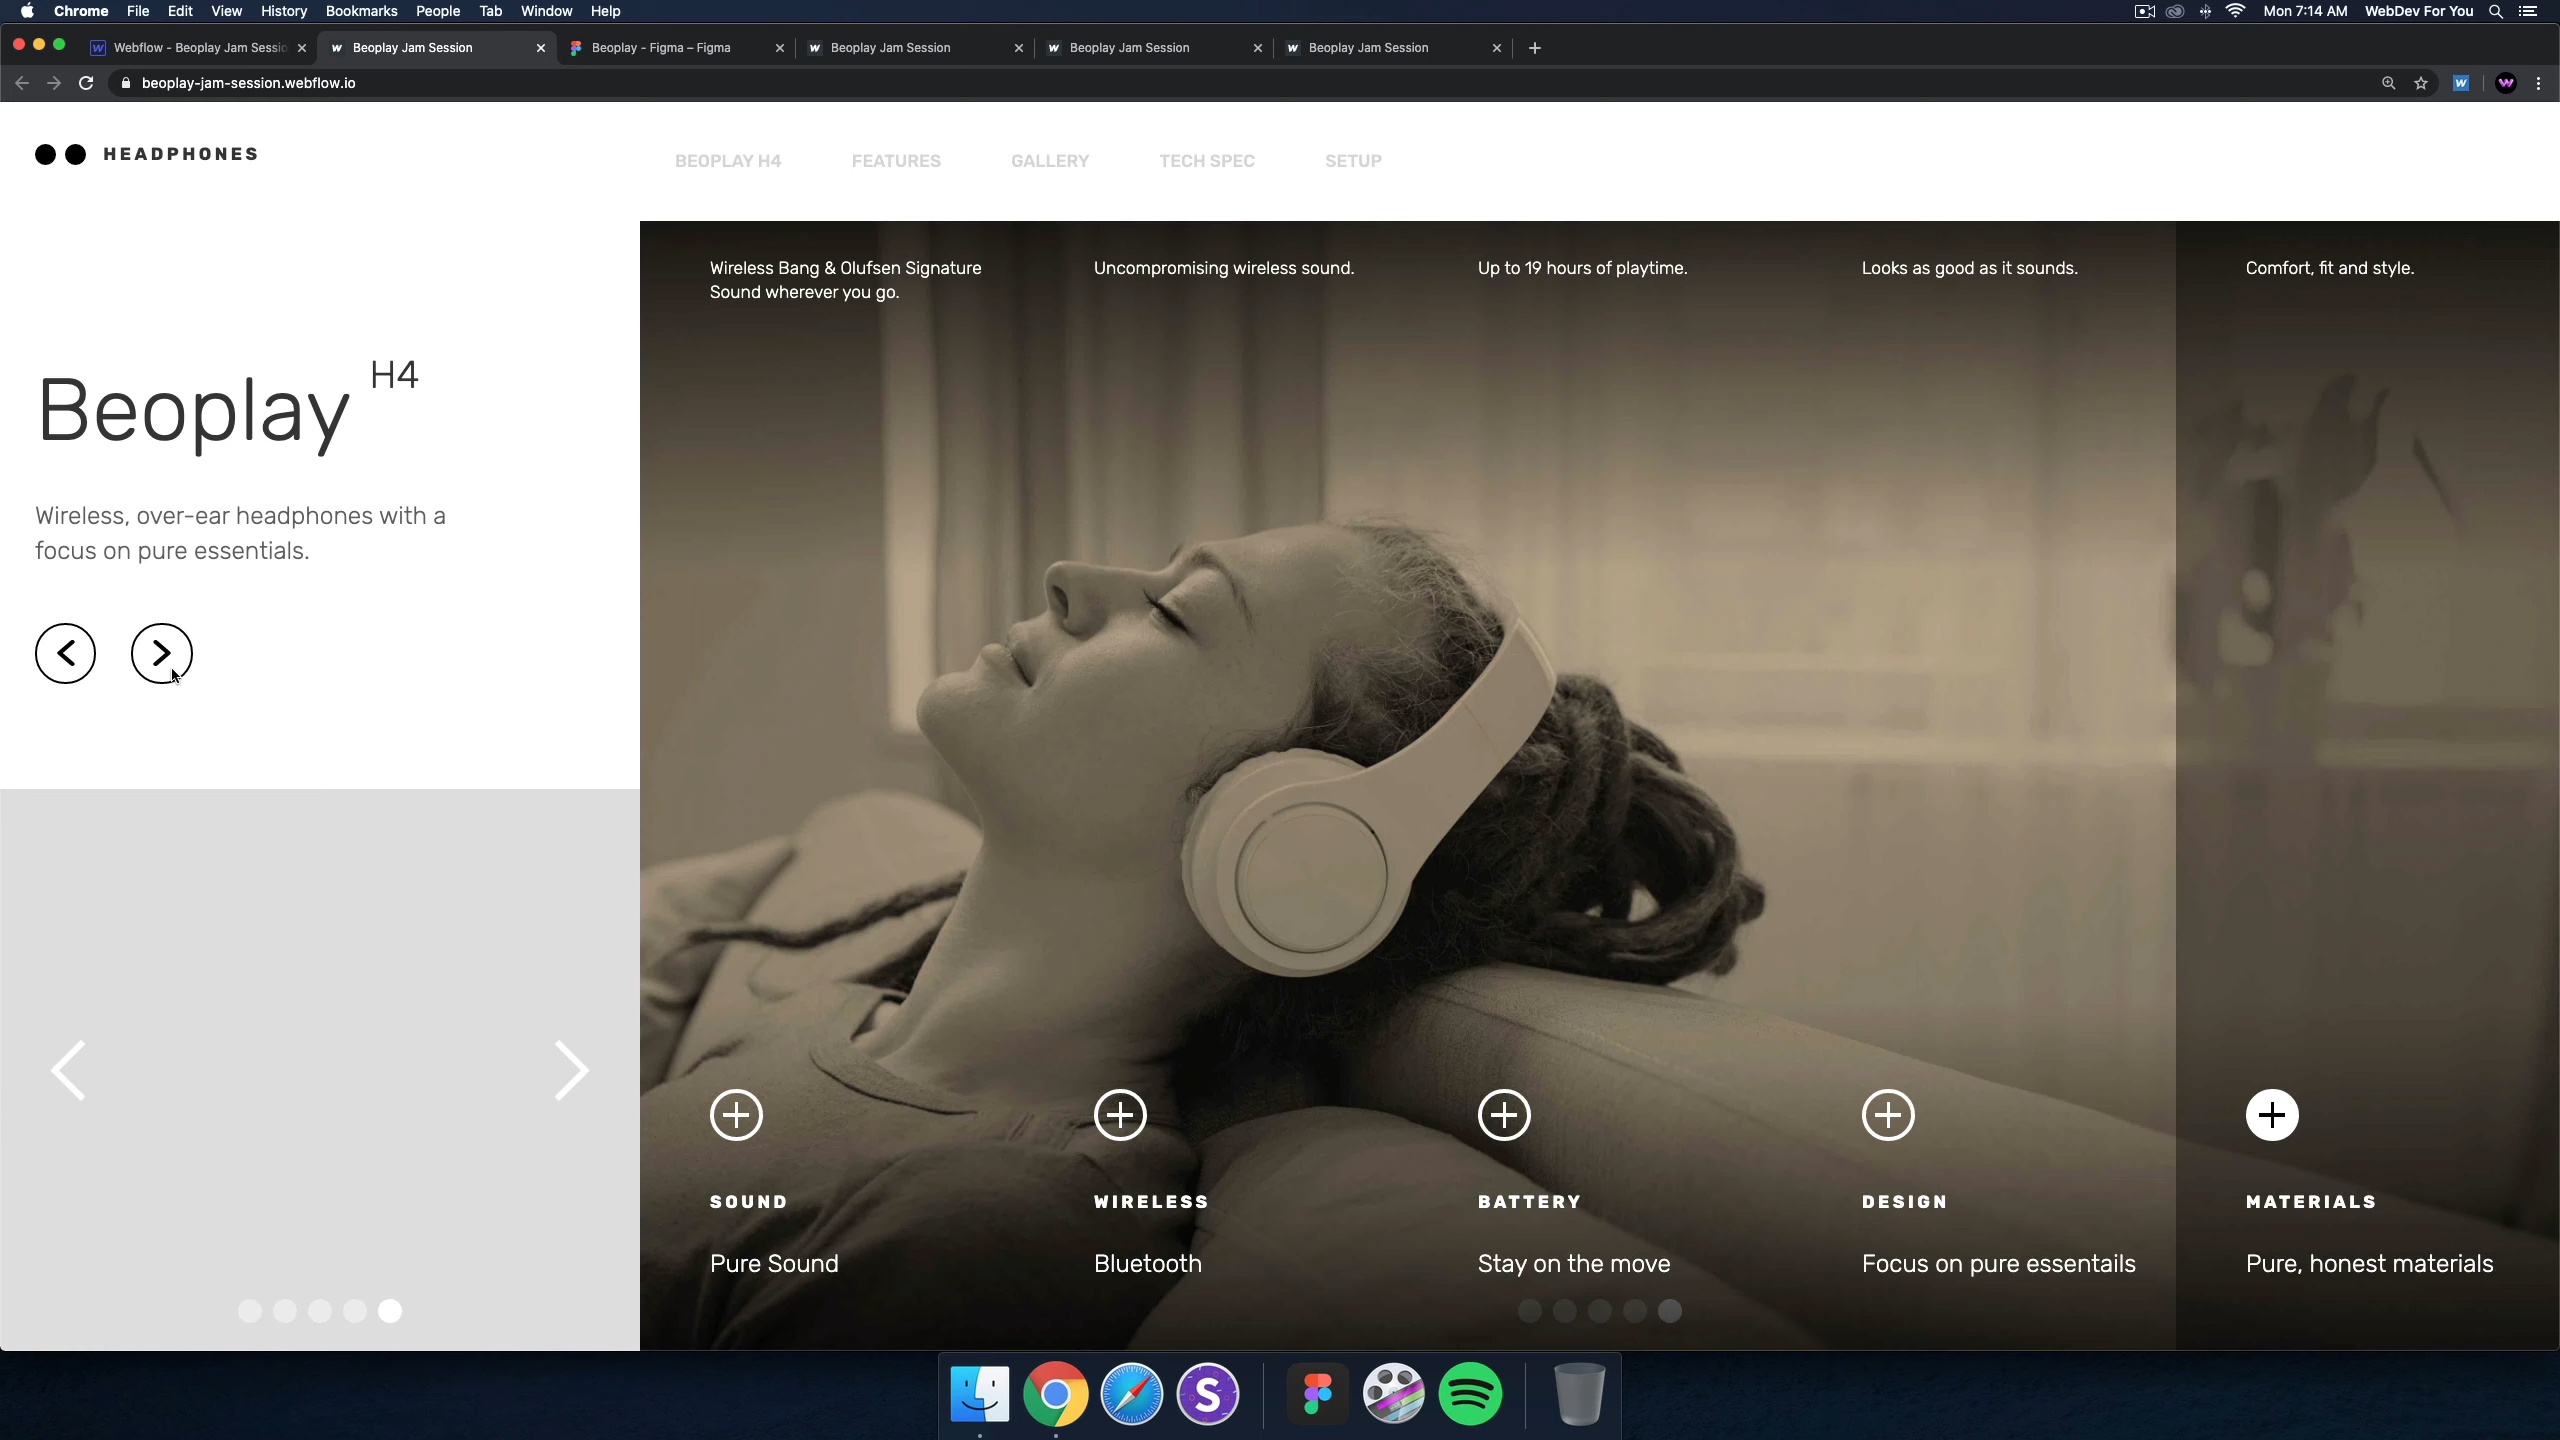 Chrome File Edit View History Bookmarks People Tab Window Help
Mon 7:14 AM WebDev For You
Webflow - Beoplay Jam Sessio
Beoplay Jam Session
Beoplay - Figma – Figma
Beoplay Jam Session
Beoplay Jam Session
Beoplay Jam Session
beoplay-jam-session.webflow.io
HEADPHONES
BEOPLAY H4 FEATURES GALLERY TECH SPEC SETUP
Beoplay H4
Wireless, over-ear headphones with a
focus on pure essentials.
Wireless Bang & Olufsen Signature
Sound wherever you go.
Uncompromising wireless sound.
Up to 19 hours of playtime.
Looks as good as it sounds.
Comfort, fit and style.
SOUND
Pure Sound
WIRELESS
Bluetooth
BATTERY
Stay on the move
DESIGN
Focus on pure essentails
MATERIALS
Pure, honest materials